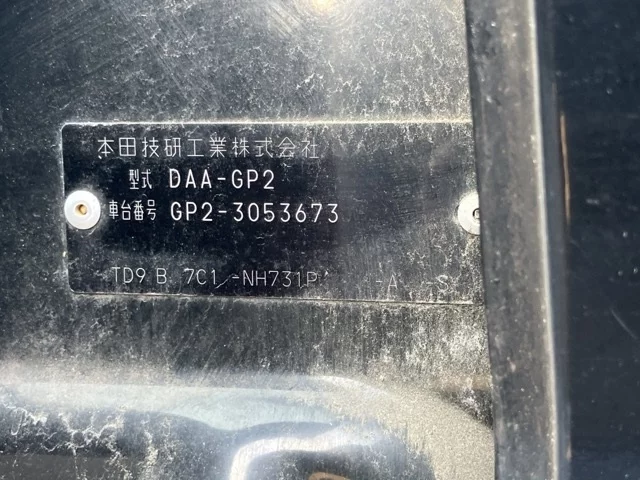 本田技研工業株式会社
型式 DAA-GP2
車台番号 GP2-3053673
TD9 B 7C1/-NH731P -A -S